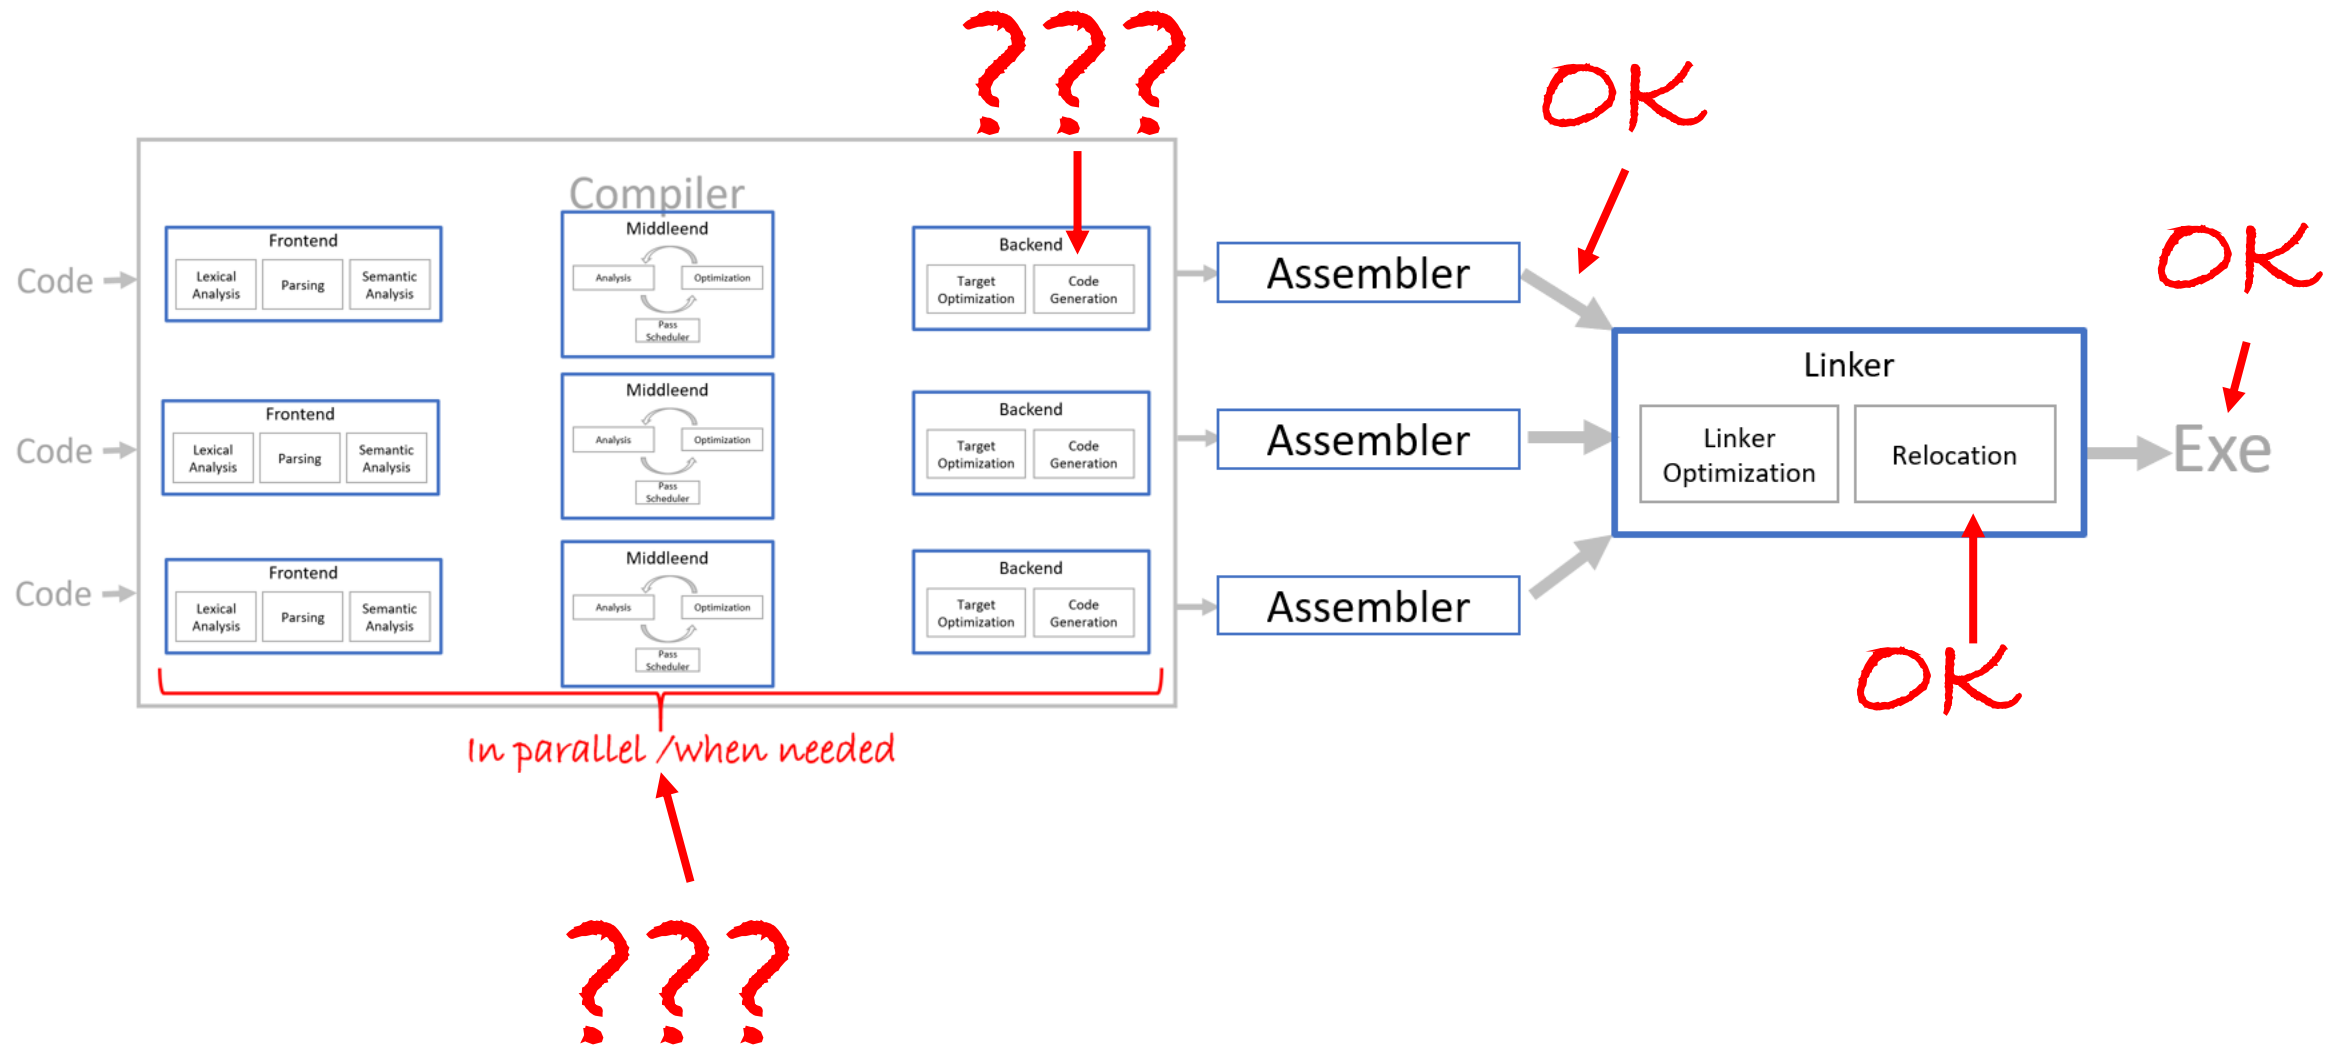 ???
OK
OK
Compiler
Code
Frontend
Lexical
Analysis
Parsing
Semantic
Analysis
Middleend
Analysis
Optimization
Pass
Scheduler
Backend
Target
Optimization
Code
Generation
Assembler
Code
Frontend
Lexical
Analysis
Parsing
Semantic
Analysis
Middleend
Analysis
Optimization
Pass
Scheduler
Backend
Target
Optimization
Code
Generation
Assembler
Linker
Linker
Optimization
Relocation
Exe
Code
Frontend
Lexical
Analysis
Parsing
Semantic
Analysis
Middleend
Analysis
Optimization
Pass
Scheduler
Backend
Target
Optimization
Code
Generation
Assembler
OK
In parallel /when needed
???